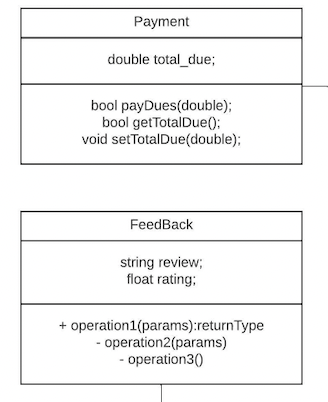 Payment
double total_due;
bool payDues(double);
bool getTotalDue();
void setTotalDue(double);
FeedBack
string review;
float rating;
+ operation1(params):returnType
- operation2(params)
- operation3()